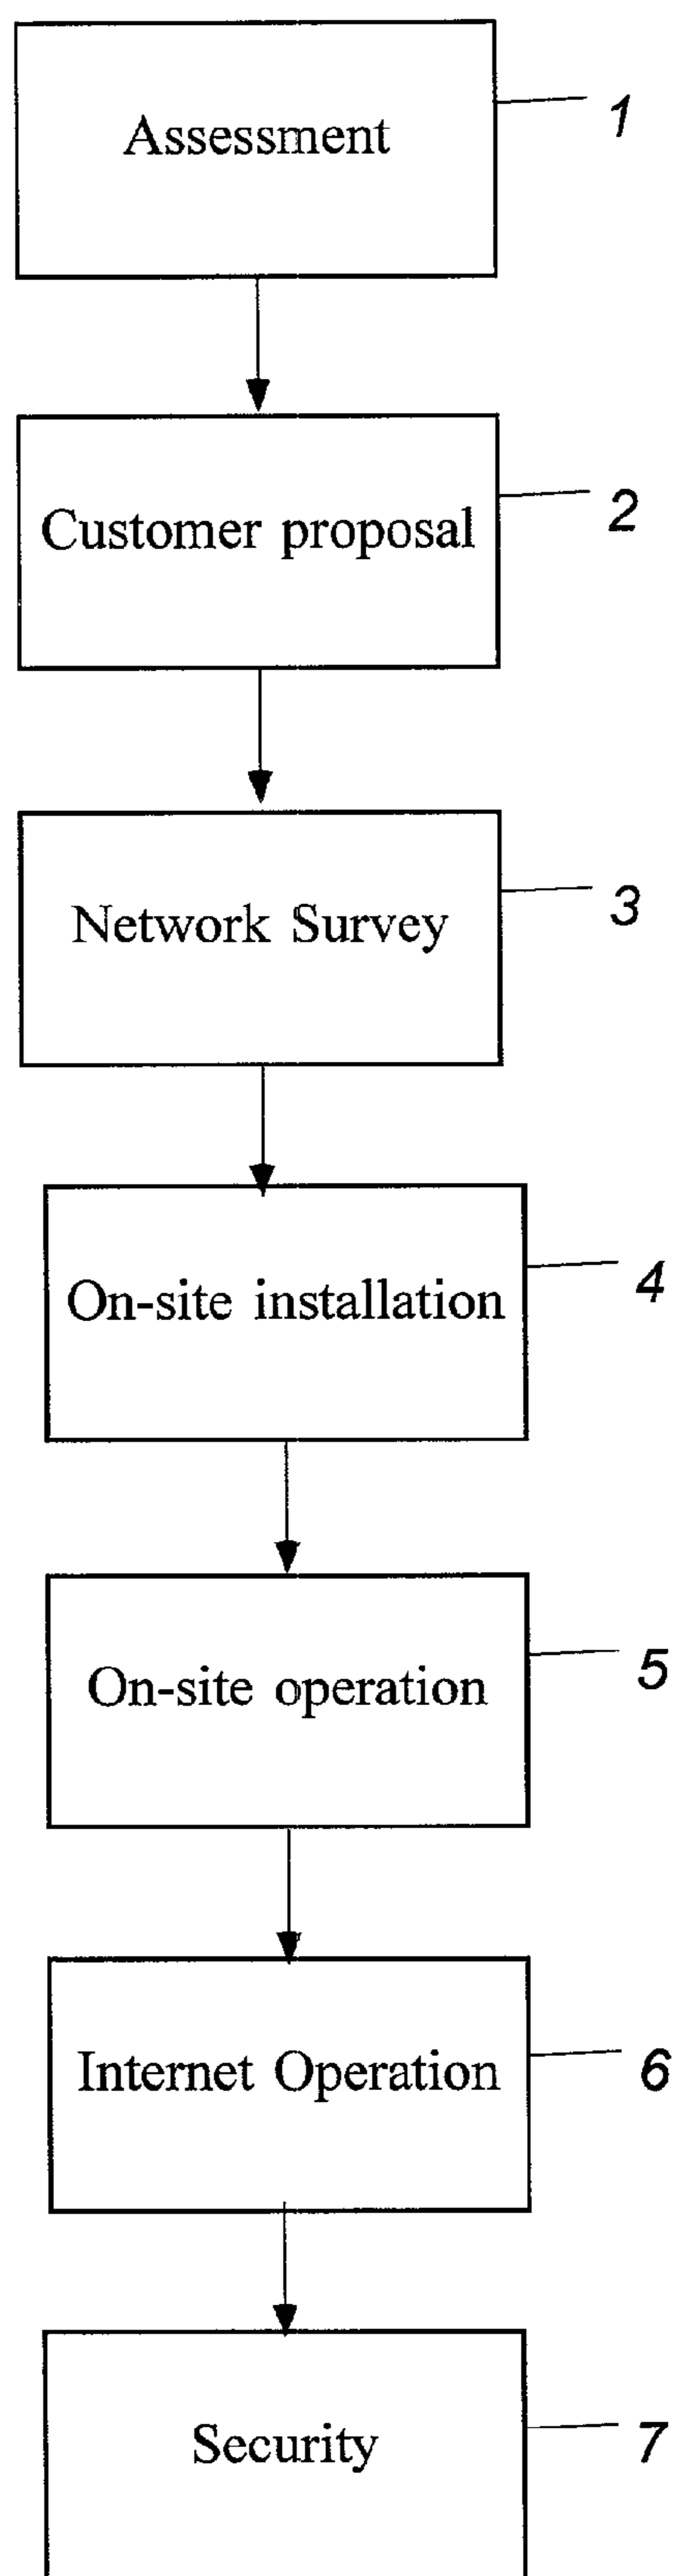 Assessment
1
Customer proposal
2
Network Survey
3
On-site installation
4
On-site operation
5
Internet Operation
6
Security
7